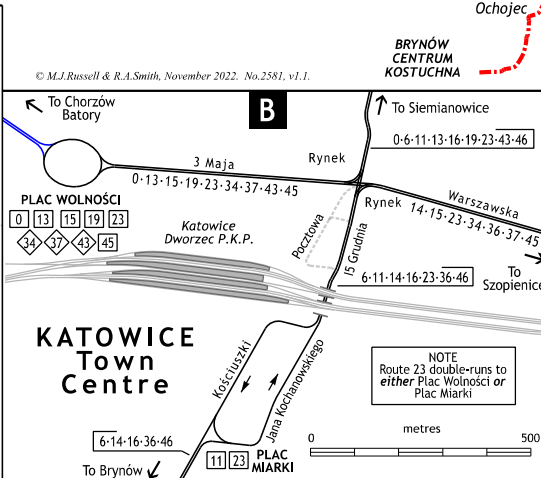 Ochojec
BRYNÓW
CENTRUM
KOSTUCHNA
© M.J.Russell & R.A.Smith, November 2022. No.2581, v1.1.
B
To Chorzów
Batory
To Siemianowice
0·6·11·13·16·19·23·43·46
3 Maja
Rynek
0·13·15·19·23·34·37·43·45
Rynek
Warszawska
14·15·23·34·36·37·45
PLAC WOLNOŚCI
0 13 15 19 23
34 37 43 45
Katowice
Dworzec P.K.P.
Pocztowa
15 Grudnia
6·11·14·16·23·36·46
To
Szopienice
KATOWICE
Town
Centre
Kościuszki
Jana Kochanowskiego
NOTE
Route 23 double-runs to
either Plac Wolności or
Plac Miarki
metres
0 500
6·14·16·36·46
11 23 PLAC
MIARKI
To Brynów